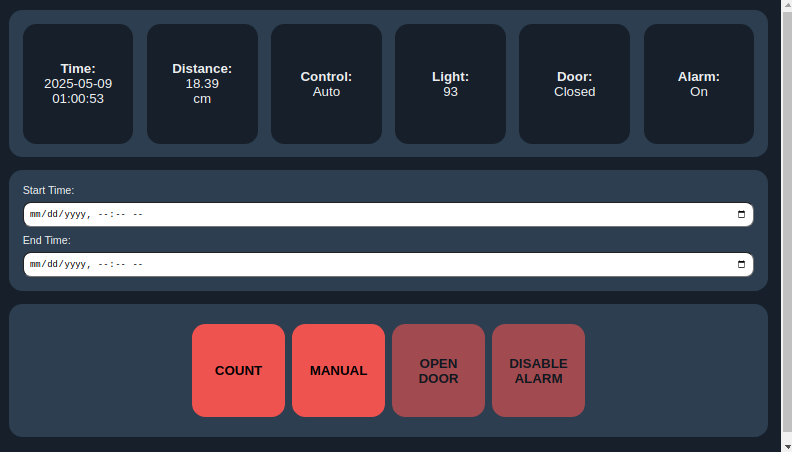 Time:
2025-05-09
01:00:53
Distance:
18.39
cm
Control:
Auto
Light:
93
Door:
Closed
Alarm:
On
Start Time:
mm/dd/yyyy, --:-- --
End Time:
mm/dd/yyyy, --:-- --
COUNT
MANUAL
OPEN
DOOR
DISABLE
ALARM